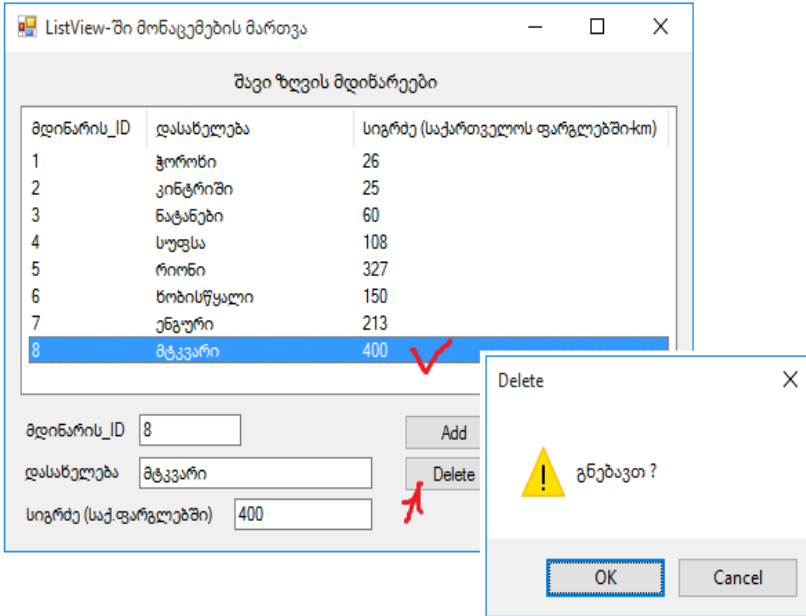 ListView-ში მონაცემების მართვა
შავი ზღვის მდინარეები
მდინარის_ID დასახელება სიგრძე (საქართველოს ფარგლებში-km)
1 ჭოროხი 26
2 კინტრიში 25
3 ნატანები 60
4 სუფსა 108
5 რიონი 327
6 ხობისწყალი 150
7 ენგური 213
8 მტკვარი 400
მდინარის_ID 8 Add
დასახელება მტკვარი Delete
სიგრძე (საქ.ფარგლებში) 400
Delete
გნებავთ ?
OK Cancel